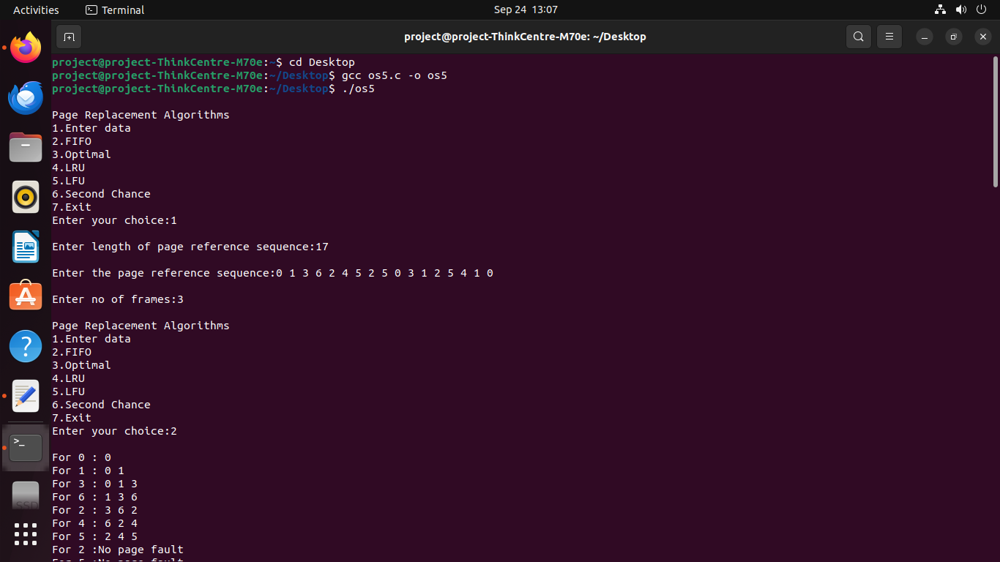 Activities
Terminal
Sep 24 13:07
project@project-ThinkCentre-M70e: ~/Desktop
project@project-ThinkCentre-M70e:~$ cd Desktop
project@project-ThinkCentre-M70e:~/Desktop$ gcc os5.c -o os5
project@project-ThinkCentre-M70e:~/Desktop$ ./os5
Page Replacement Algorithms
1.Enter data
2.FIFO
3.Optimal
4.LRU
5.LFU
6.Second Chance
7.Exit
Enter your choice:1
Enter length of page reference sequence:17
Enter the page reference sequence:0 1 3 6 2 4 5 2 5 0 3 1 2 5 4 1 0
Enter no of frames:3
Page Replacement Algorithms
1.Enter data
2.FIFO
3.Optimal
4.LRU
5.LFU
6.Second Chance
7.Exit
Enter your choice:2
For 0 : 0
For 1 : 0 1
For 3 : 0 1 3
For 6 : 1 3 6
For 2 : 3 6 2
For 4 : 6 2 4
For 5 : 2 4 5
For 2 :No page fault
For 5 :No page fault
SSD